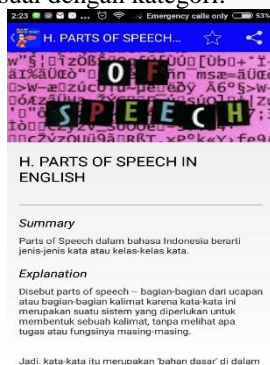 sesuai dengan kategori.
2:23
Emergency calls only
53%
H. PARTS OF SPEECH...
OF
SPEECH
H. PARTS OF SPEECH IN
ENGLISH
Summary
Parts of Speech dalam bahasa Indonesia berarti
jenis-jenis kata atau kelas-kelas kata.
Explanation
Disebut parts of speech – bagian-bagian dari ucapan
atau bagian-bagian kalimat karena kata-kata ini
merupakan suatu sistem yang diperlukan untuk
membentuk sebuah kalimat, tanpa melihat apa
tugas atau fungsinya masing-masing.
Jadi, kata-kata itu merupakan 'bahan dasar' di dalam